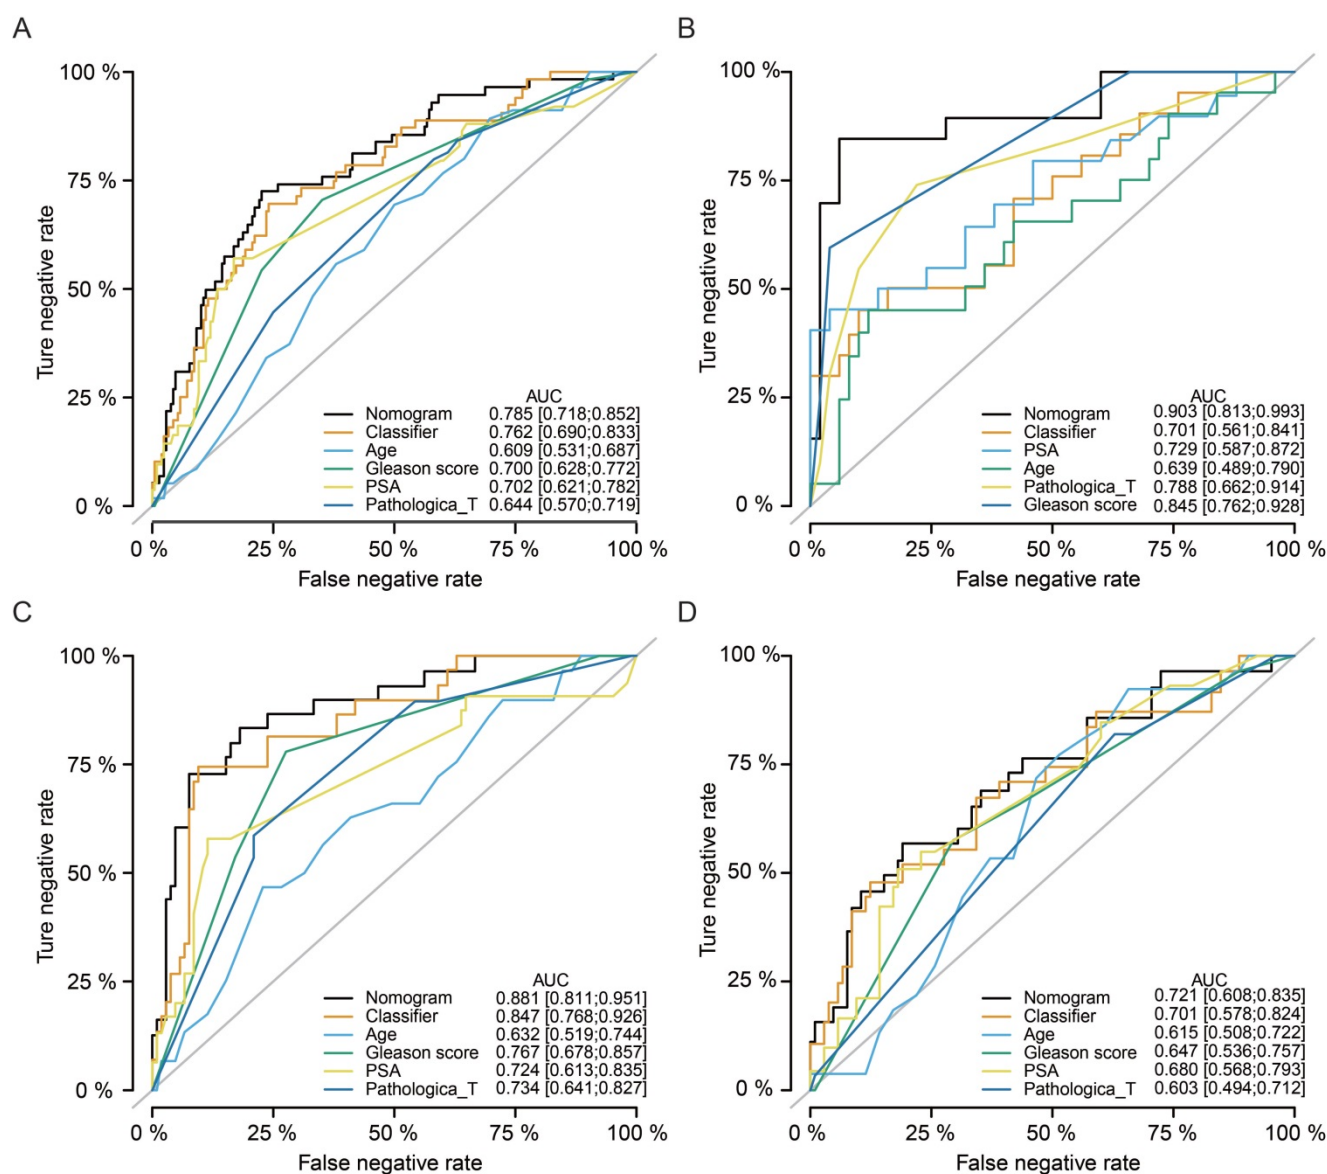 A
100 %
75 %
50 %
25 %
0 %
Ture negative rate
AUC
Nomogram 0.785 [0.718;0.852]
Classifier 0.762 [0.690;0.833]
Age 0.609 [0.531;0.687]
Gleason score 0.700 [0.628;0.772]
PSA 0.702 [0.621;0.782]
Pathologica_T 0.644 [0.570;0.719]
0 % 25 % 50 % 75 % 100 %
False negative rate
B
100 %
75 %
50 %
25 %
0 %
Ture negative rate
AUC
Nomogram 0.903 [0.813;0.993]
Classifier 0.701 [0.561;0.841]
PSA 0.729 [0.587;0.872]
Age 0.639 [0.489;0.790]
Pathologica_T 0.788 [0.662;0.914]
Gleason score 0.845 [0.762;0.928]
0 % 25 % 50 % 75 % 100 %
False negative rate
C
100 %
75 %
50 %
25 %
0 %
Ture negative rate
AUC
Nomogram 0.881 [0.811;0.951]
Classifier 0.847 [0.768;0.926]
Age 0.632 [0.519;0.744]
Gleason score 0.767 [0.678;0.857]
PSA 0.724 [0.613;0.835]
Pathologica_T 0.734 [0.641;0.827]
0 % 25 % 50 % 75 % 100 %
False negative rate
D
100 %
75 %
50 %
25 %
0 %
Ture negative rate
AUC
Nomogram 0.721 [0.608;0.835]
Classifier 0.701 [0.578;0.824]
Age 0.615 [0.508;0.722]
Gleason score 0.647 [0.536;0.757]
PSA 0.680 [0.568;0.793]
Pathologica_T 0.603 [0.494;0.712]
0 % 25 % 50 % 75 % 100 %
False negative rate